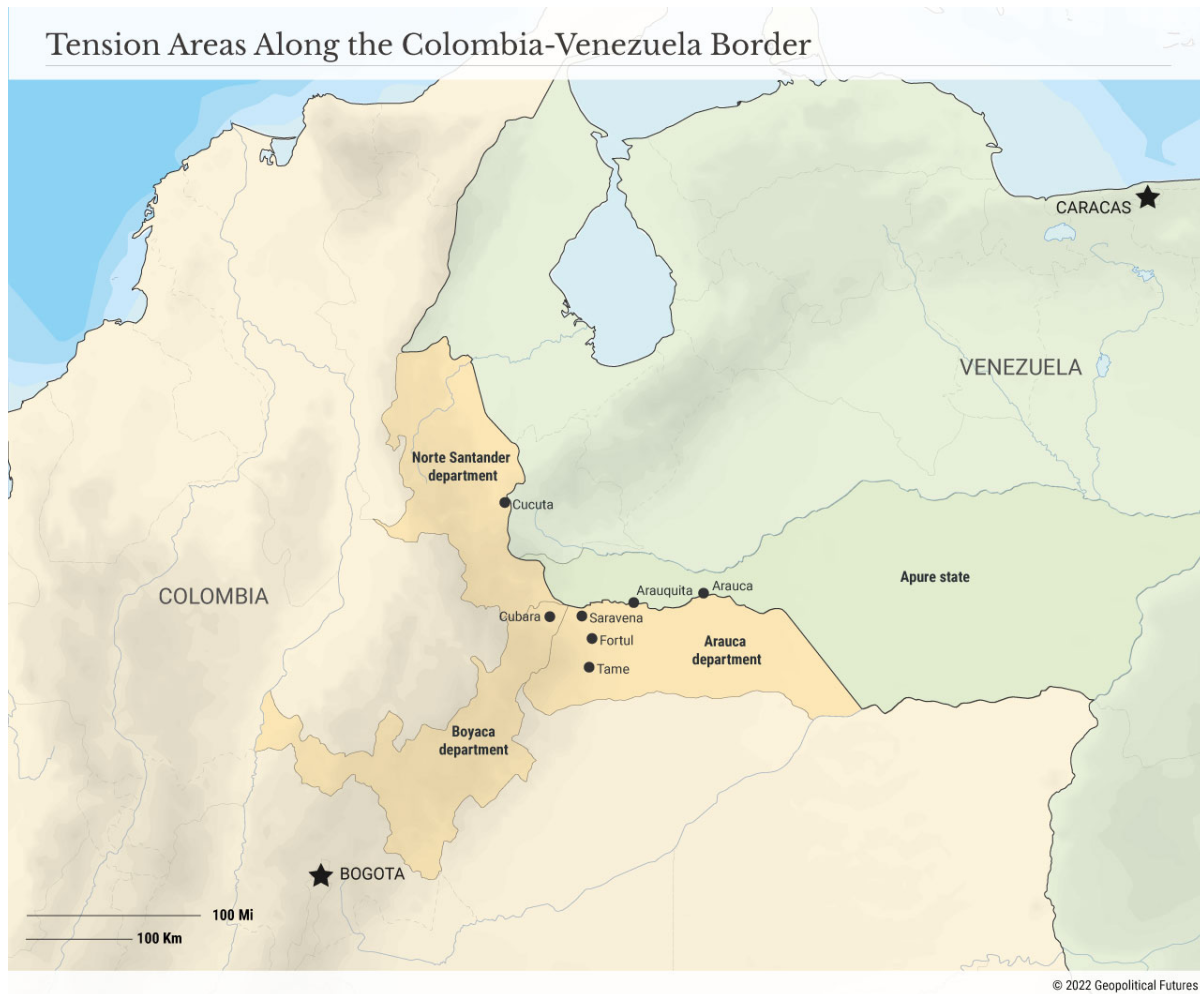 Tension Areas Along the Colombia-Venezuela Border
CARACAS
VENEZUELA
Norte Santander
department
Cucuta
Apure state
COLOMBIA
Arauquita
Arauca
Cubara
Saravena
Fortul
Arauca
department
Tame
Boyaca
department
BOGOTA
100 Mi
100 Km
© 2022 Geopolitical Futures